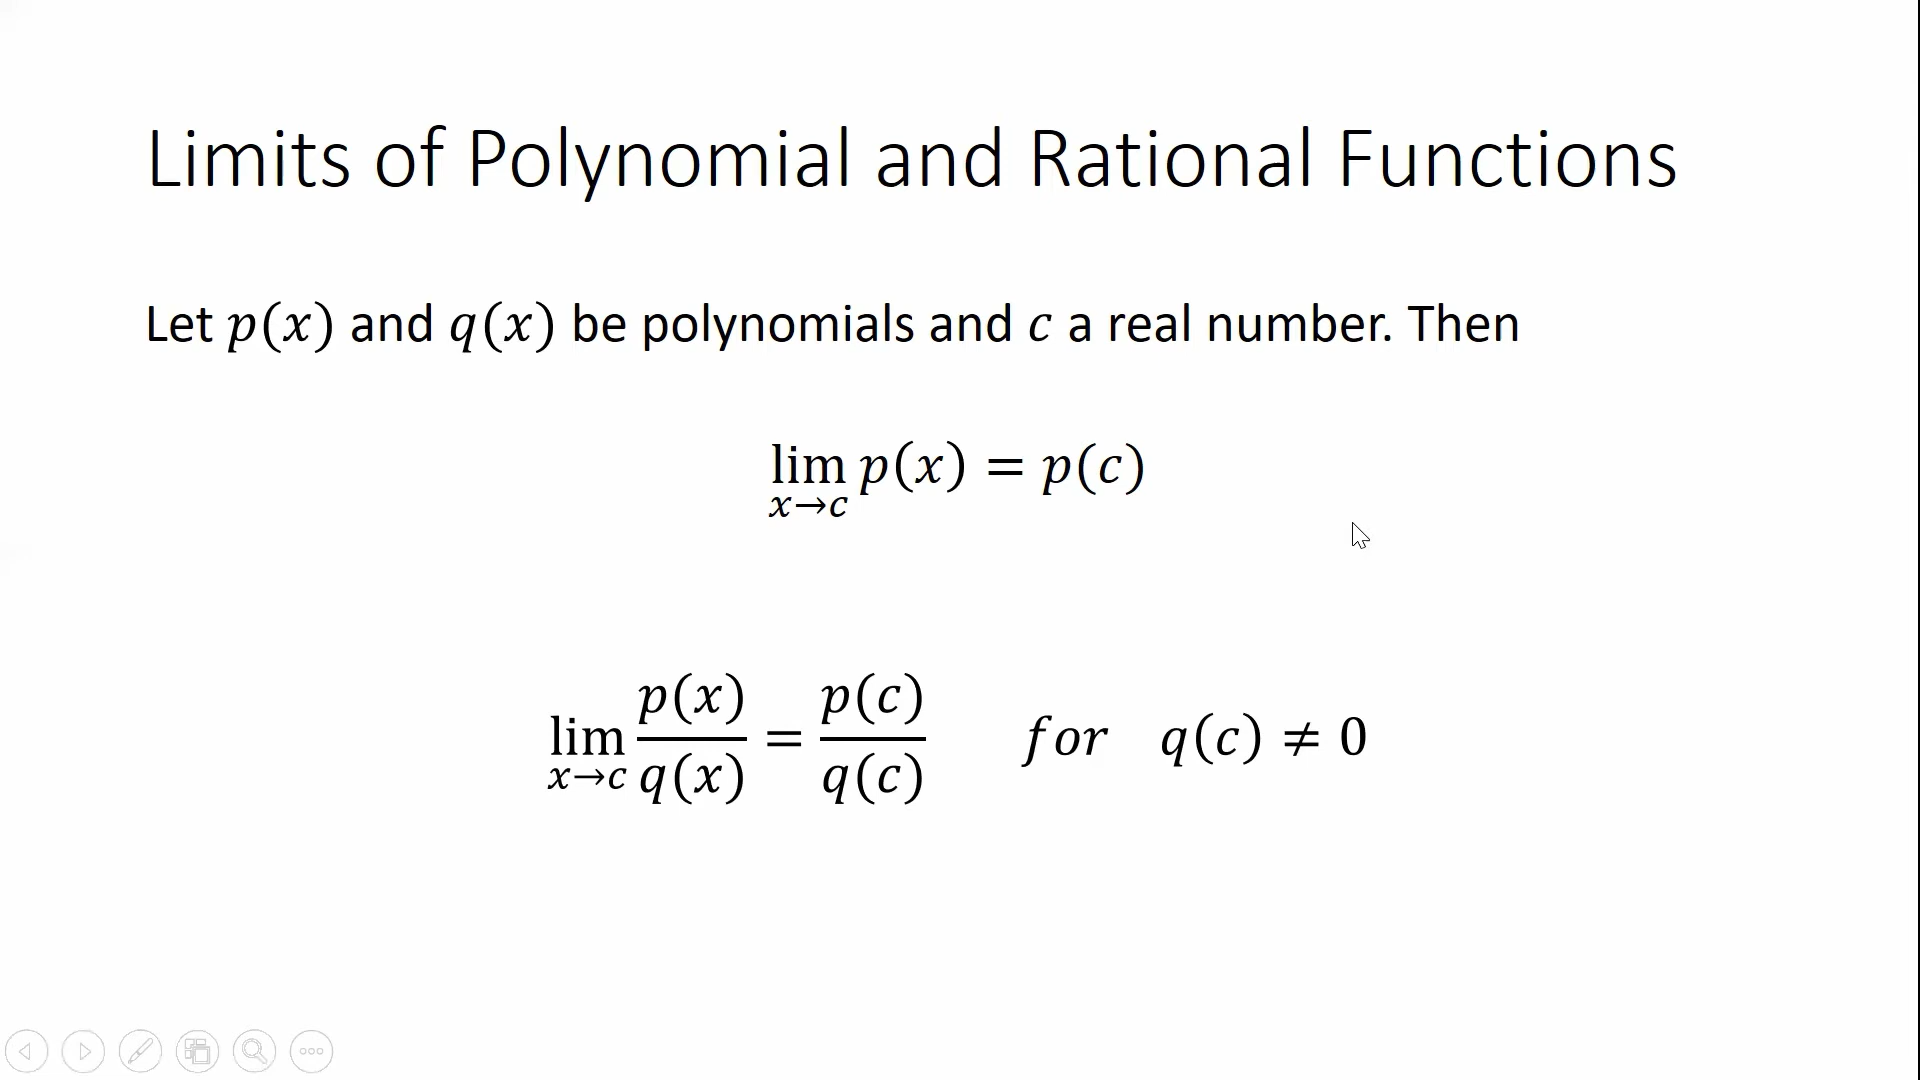 Limits of Polynomial and Rational Functions
Let p(x) and q(x) be polynomials and c a real number. Then
lim x→c p(x) = p(c)
lim x→c p(x)/q(x) = p(c)/q(c) for q(c) ≠ 0